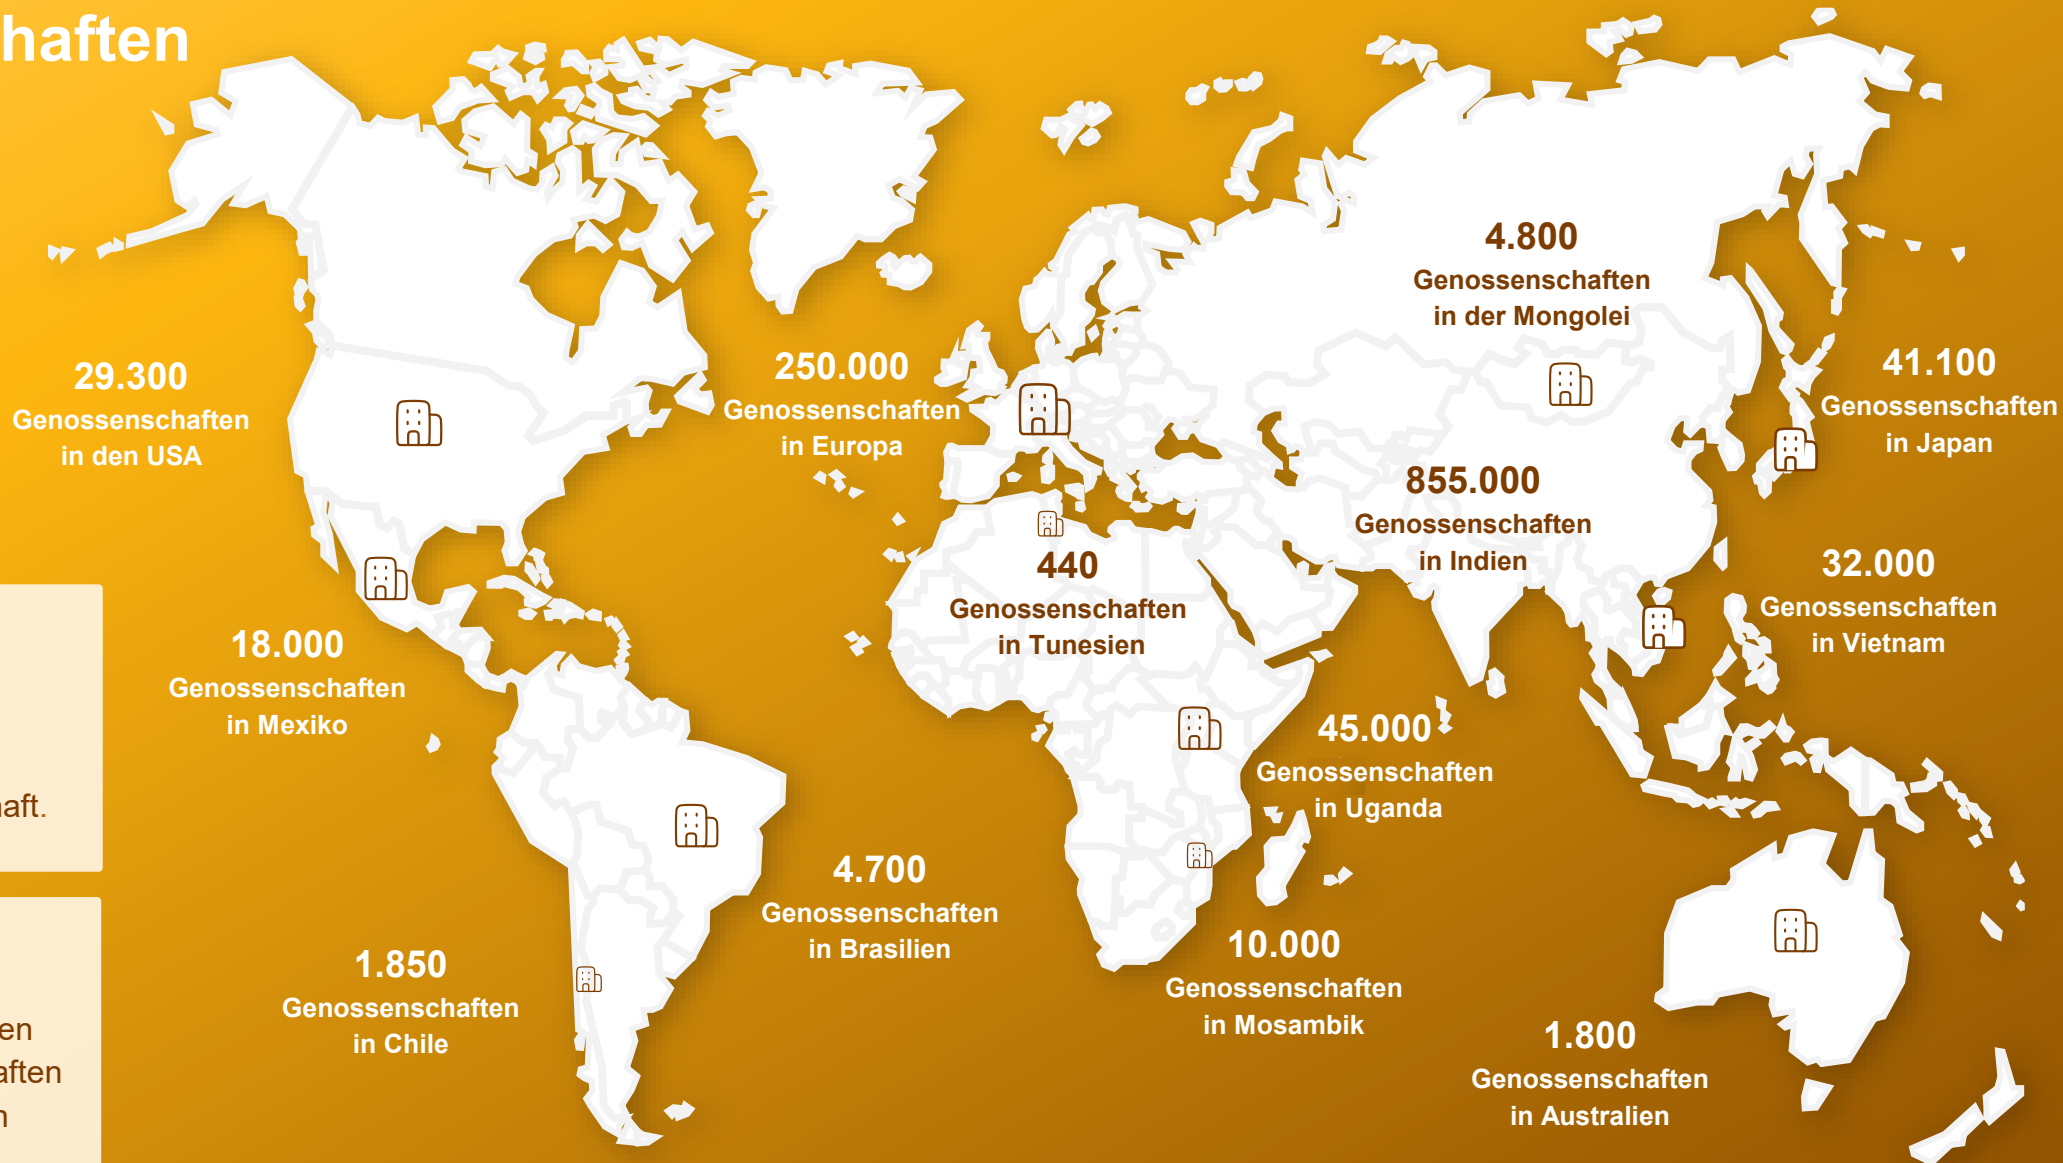 haften
4.800
Genossenschaften
in der Mongolei
29.300
Genossenschaften
in den USA
250.000
Genossenschaften
in Europa
41.100
Genossenschaften
in Japan
855.000
Genossenschaften
in Indien
440
Genossenschaften
in Tunesien
32.000
Genossenschaften
in Vietnam
18.000
Genossenschaften
in Mexiko
45.000
Genossenschaften
in Uganda
aft.
4.700
Genossenschaften
in Brasilien
10.000
Genossenschaften
in Mosambik
1.850
Genossenschaften
in Chile
1.800
Genossenschaften
in Australien
en
aften
n